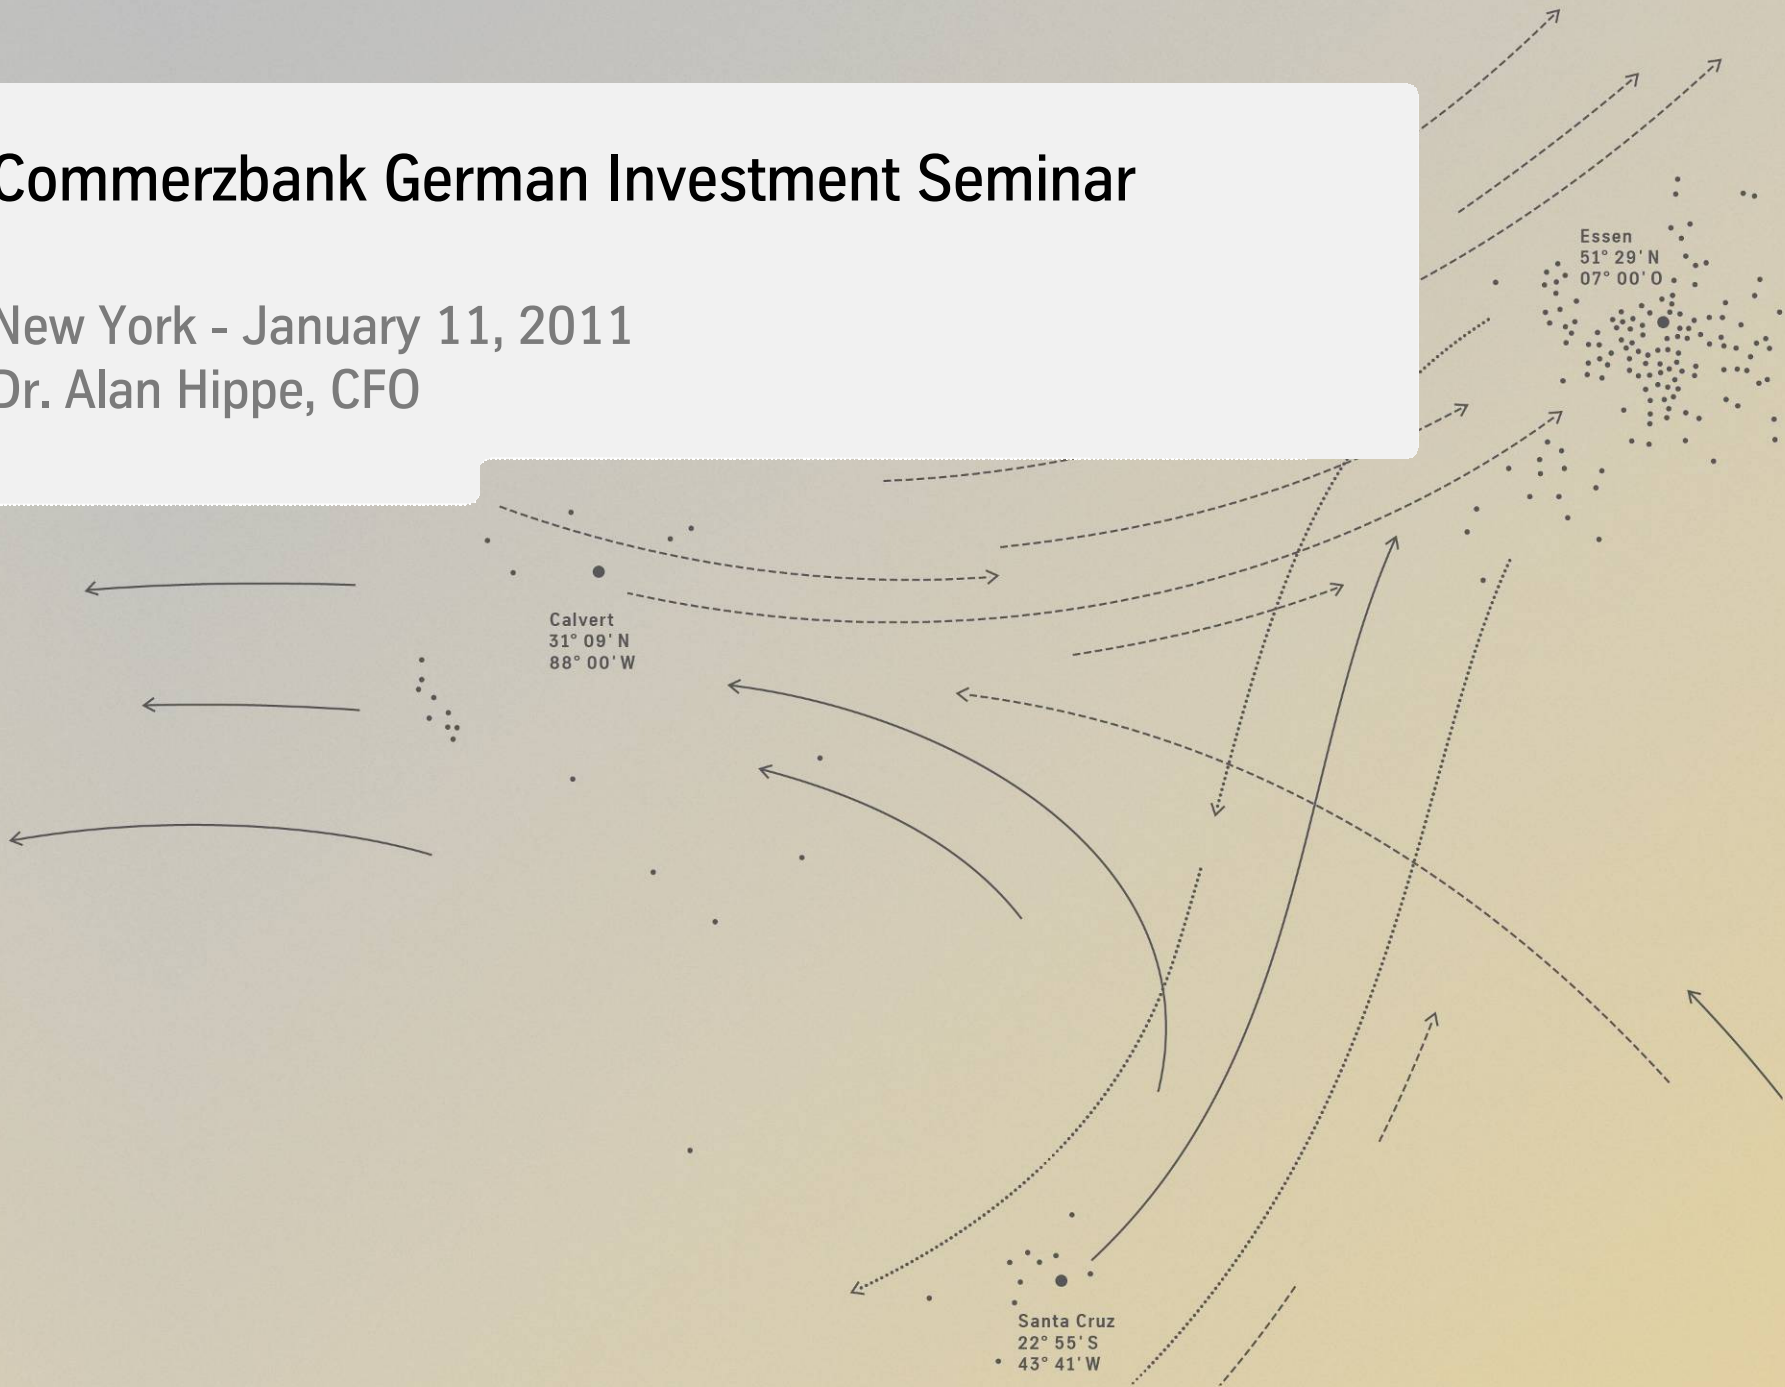 Commerzbank German Investment Seminar
New York - January 11, 2011
Dr. Alan Hippe, CFO
Essen
51° 29' N
07° 00' O
Calvert
31° 09' N
88° 00' W
Santa Cruz
22° 55' S
43° 41' W